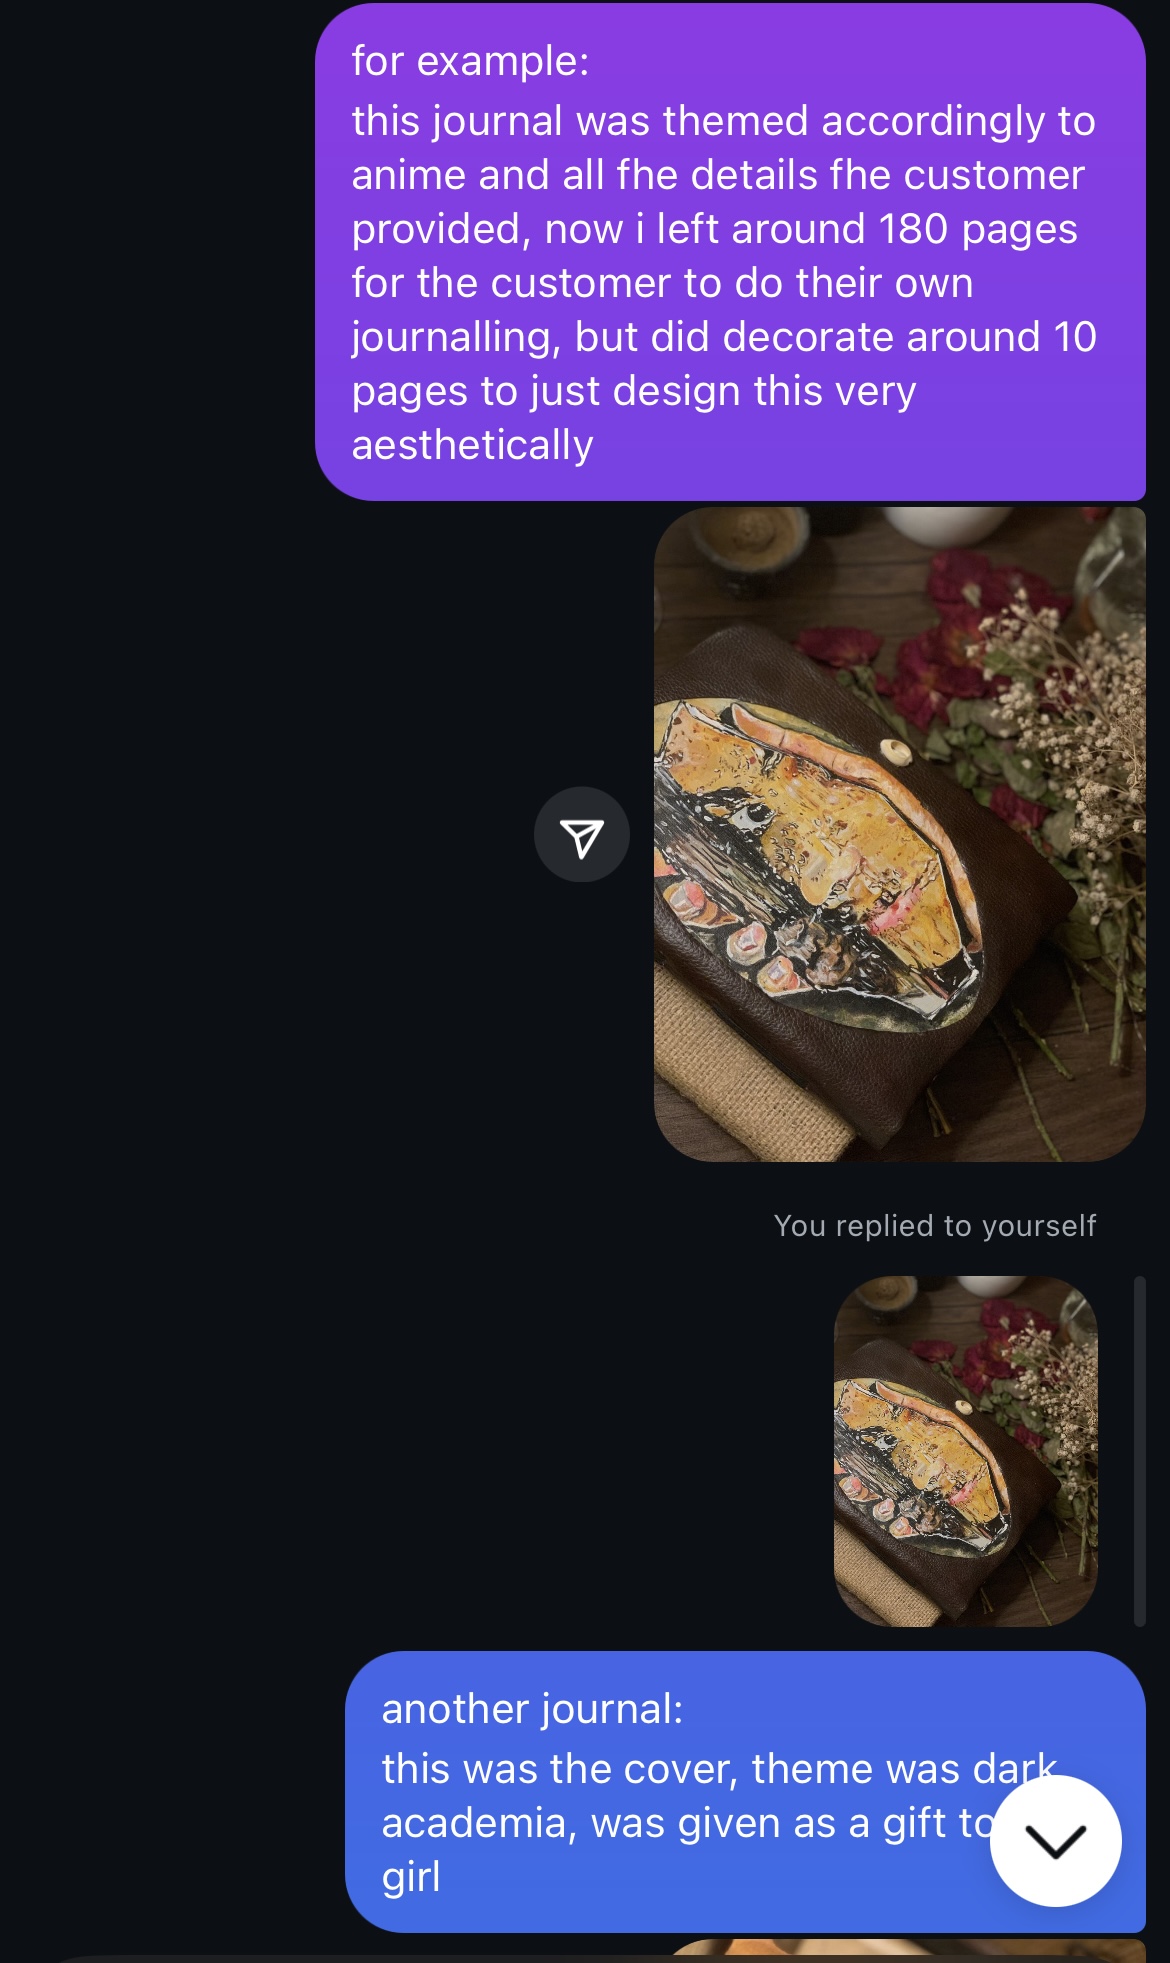 for example:
this journal was themed accordingly to
anime and all fhe details fhe customer
provided, now i left around 180 pages
for the customer to do their own
journalling, but did decorate around 10
pages to just design this very
aesthetically
You replied to yourself
another journal:
this was the cover, theme was dark
academia, was given as a gift to
girl